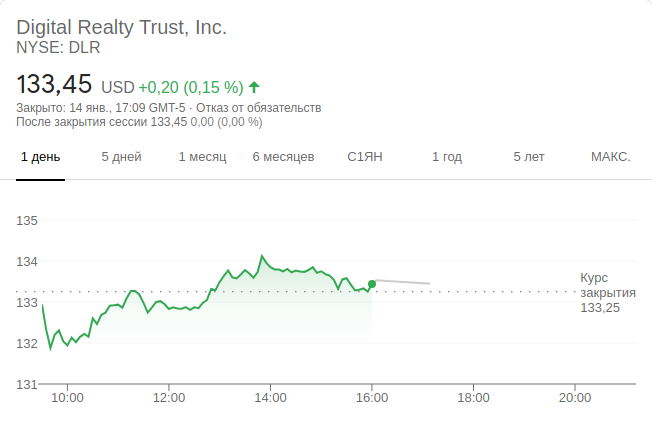 Digital Realty Trust, Inc.
NYSE: DLR
133,45 USD +0,20 (0,15 %)
Закрыто: 14 янв., 17:09 GMT-5 · Отказ от обязательств
После закрытия сессии 133,45 0,00 (0,00 %)
1 день 5 дней 1 месяц 6 месяцев С1ЯН 1 год 5 лет МАКС.
135
134
133
132
131
Курс
закрытия
133,25
10:00 12:00 14:00 16:00 18:00 20:00